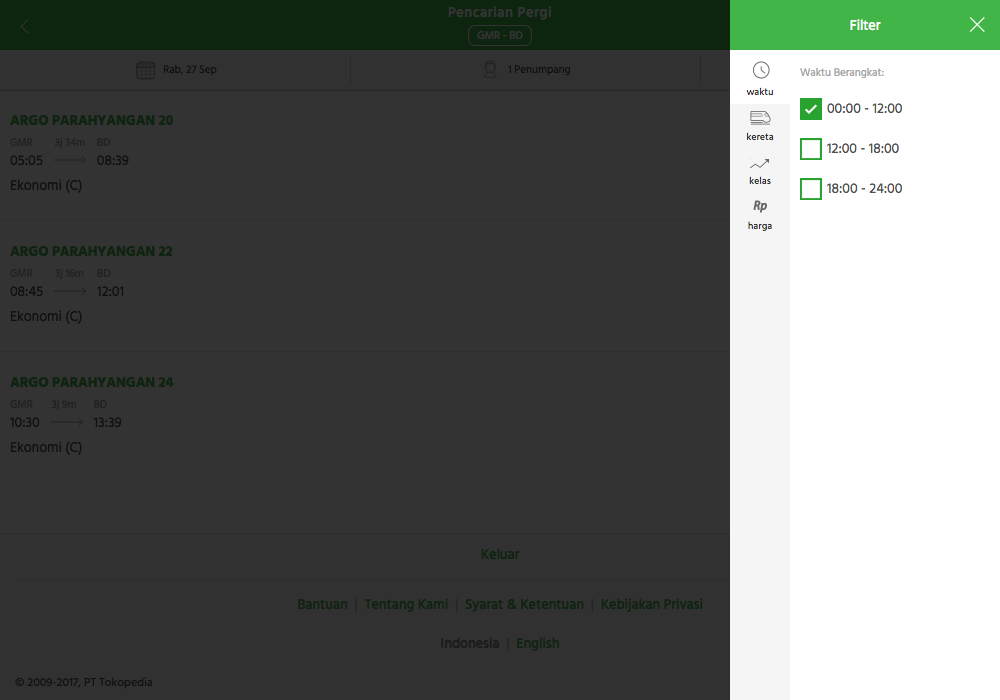 Pencarian Pergi
GMR - BD
Rab, 27 Sep
1 Penumpang
ARGO PARAHYANGAN 20
GMR 3j 34m BD
05:05 08:39
Ekonomi (C)
ARGO PARAHYANGAN 22
GMR 3j 16m BD
08:45 12:01
Ekonomi (C)
ARGO PARAHYANGAN 24
GMR 3j 9m BD
10:30 13:39
Ekonomi (C)
Keluar
Bantuan | Tentang Kami | Syarat & Ketentuan | Kebijakan Privasi
Indonesia | English
© 2009-2017, PT Tokopedia
Filter
waktu
kereta
kelas
Rp
harga
Waktu Berangkat:
00:00 - 12:00
12:00 - 18:00
18:00 - 24:00